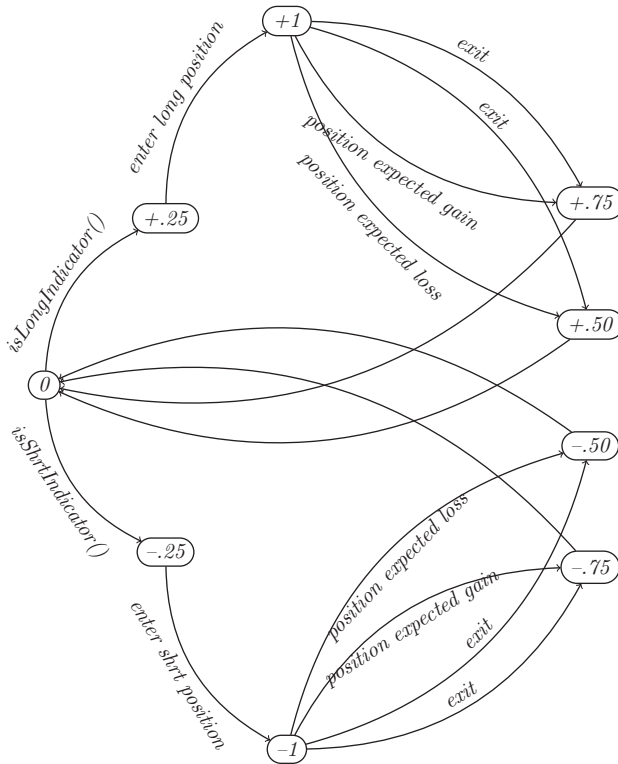 +1
exit
exit
enter long position
position expected gain
position expected loss
+.75
+.25
isLongIndicator()
+.50
0
isShrtIndicator()
–.50
position expected loss
–.25
–.75
position expected gain
exit
enter shrt position
exit
–1